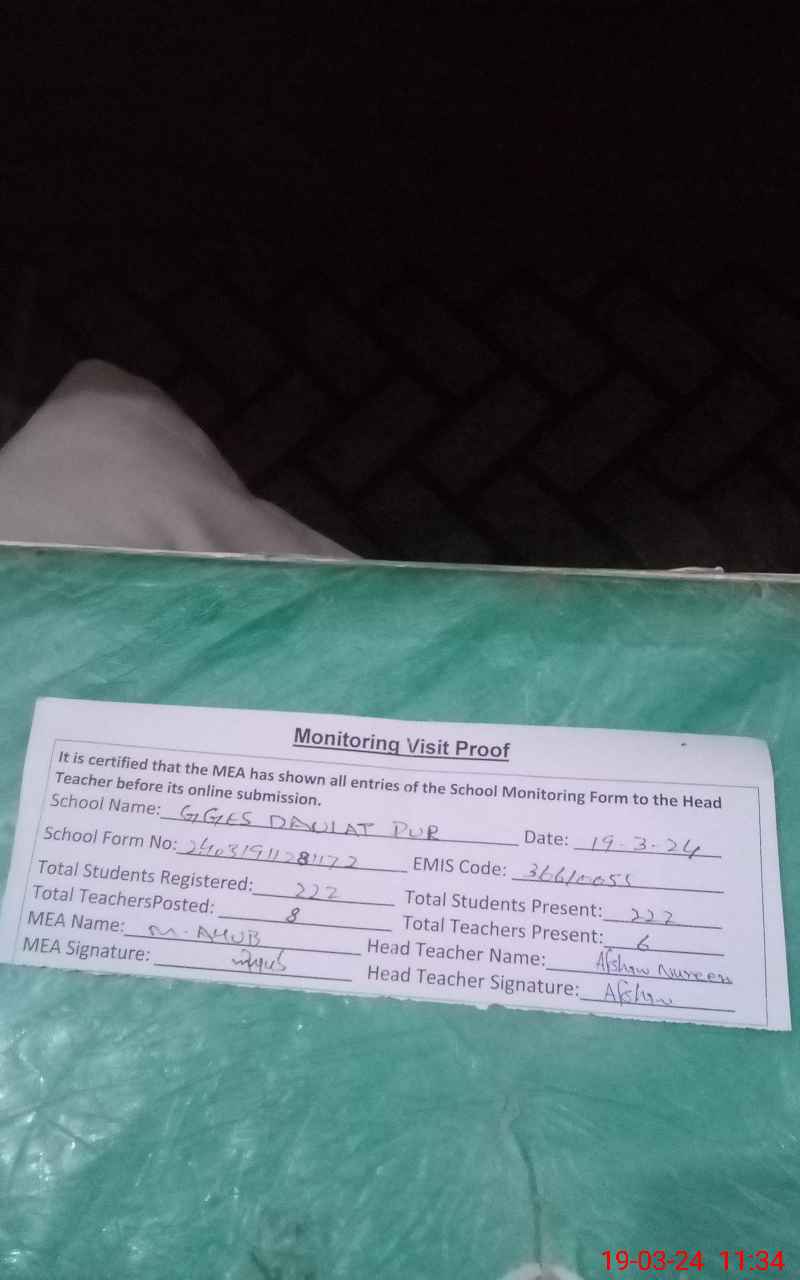 Monitoring Visit Proof
It is certified that the MEA has shown all entries of the School Monitoring Form to the Head
Teacher before its online submission.
School Name: GGES DAULAT PUR Date: 19-3-24
School Form No: 24031911281172 EMIS Code: 36610055
Total Students Registered: 222 Total Students Present: 222
Total TeachersPosted: 8 Total Teachers Present: 6
MEA Name: M. AYUB Head Teacher Name: Afshan Nureen
MEA Signature: Head Teacher Signature: Afshan
19-03-24 11:34